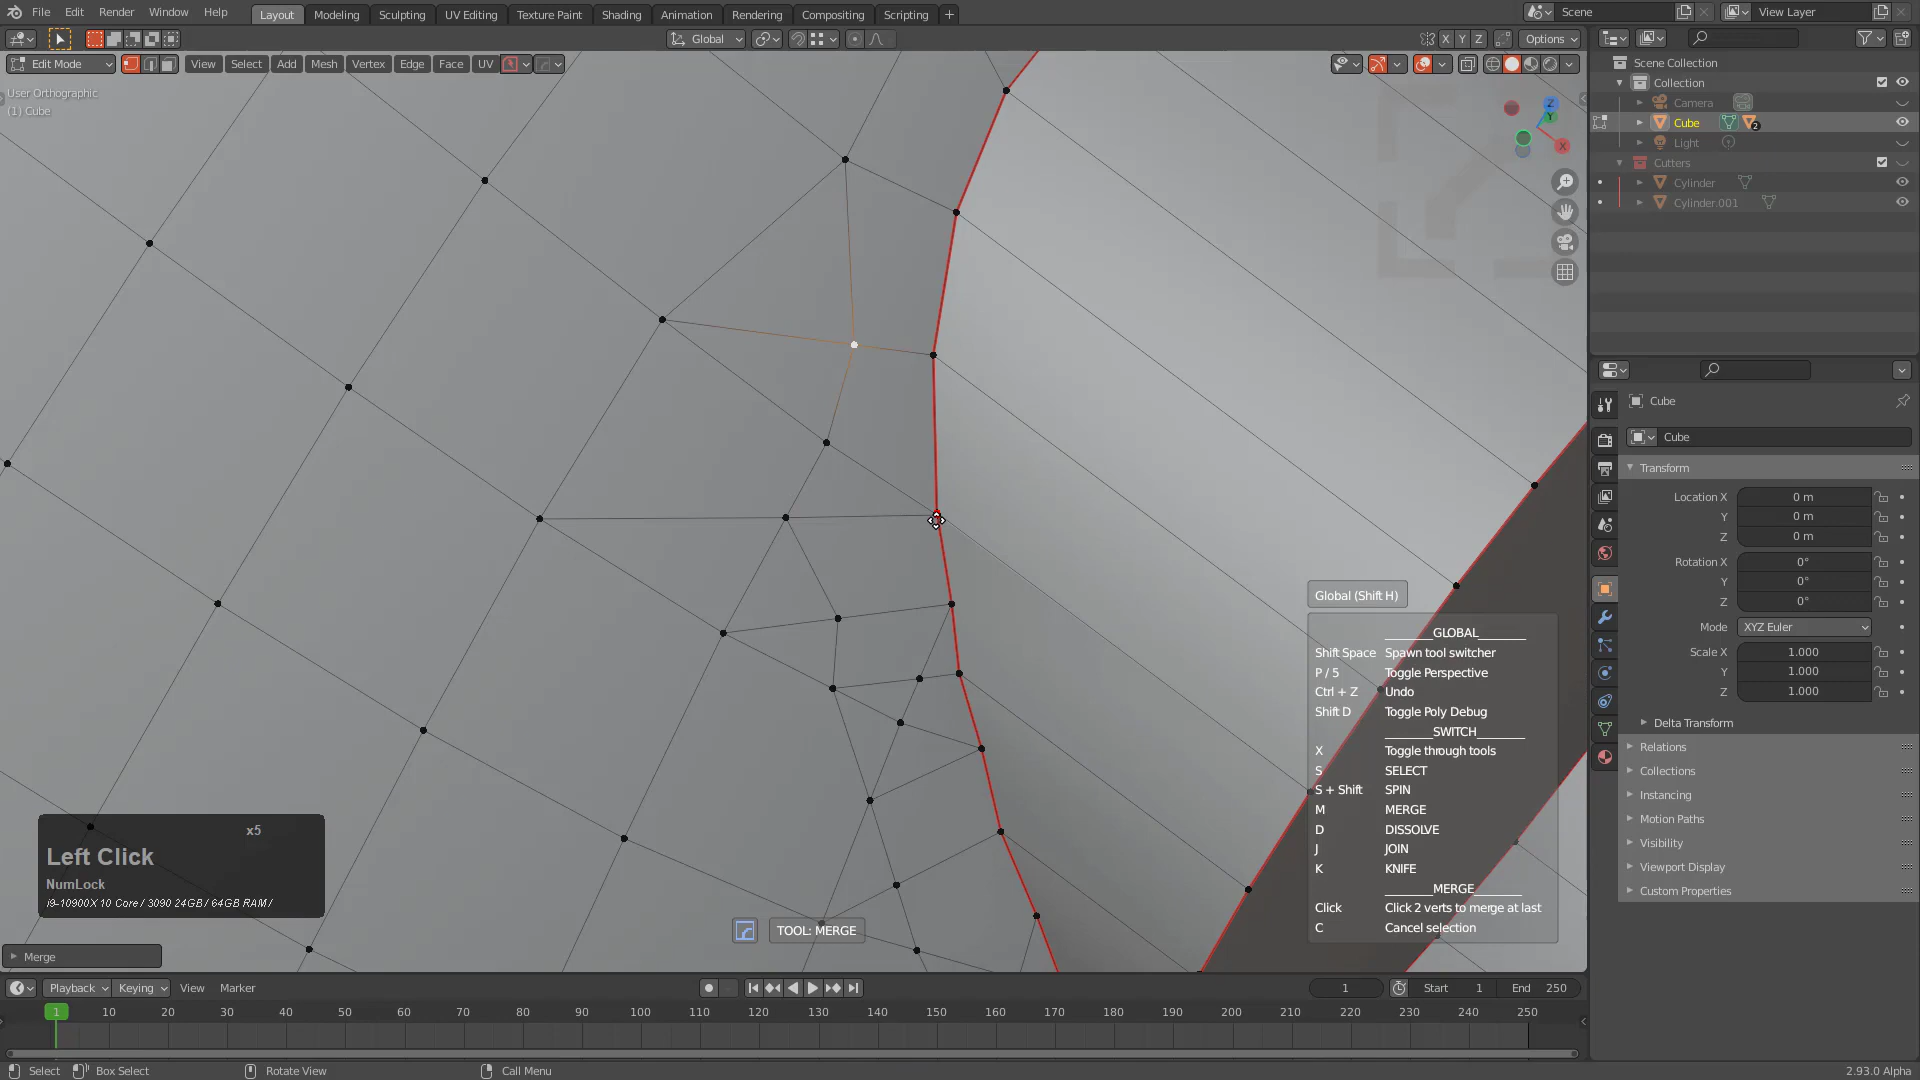 File Edit Render Window Help
Layout Modeling Sculpting UV Editing Texture Paint Shading Animation Rendering Compositing Scripting +
Scene
View Layer
Global
X Y Z
Options
Edit Mode
View Select Add Mesh Vertex Edge Face UV
User Orthographic
(1) Cube
Z
Y
X
Scene Collection
Collection
Camera
Cube
2
Light
Cutters
Cylinder
Cylinder.001
Cube
Cube
Transform
Location X 0 m
Y 0 m
Z 0 m
Rotation X 0°
Y 0°
Z 0°
Mode XYZ Euler
Scale X 1.000
Y 1.000
Z 1.000
Delta Transform
Relations
Collections
Instancing
Motion Paths
Visibility
Viewport Display
Custom Properties
Global (Shift H)
GLOBAL
Shift Space Spawn tool switcher
P / 5 Toggle Perspective
Ctrl + Z Undo
Shift D Toggle Poly Debug
SWITCH
X Toggle through tools
S SELECT
S + Shift SPIN
M MERGE
D DISSOLVE
J JOIN
K KNIFE
MERGE
Click Click 2 verts to merge at last
C Cancel selection
x5
Left Click
NumLock
i9-10900X 10 Core / 3090 24GB / 64GB RAM /
TOOL: MERGE
Merge
Playback Keying View Marker
1
Start 1
End 250
1 10 20 30 40 50 60 70 80 90 100 110 120 130 140 150 160 170 180 190 200 210 220 230 240 250
Select Box Select Rotate View Call Menu
2.93.0 Alpha